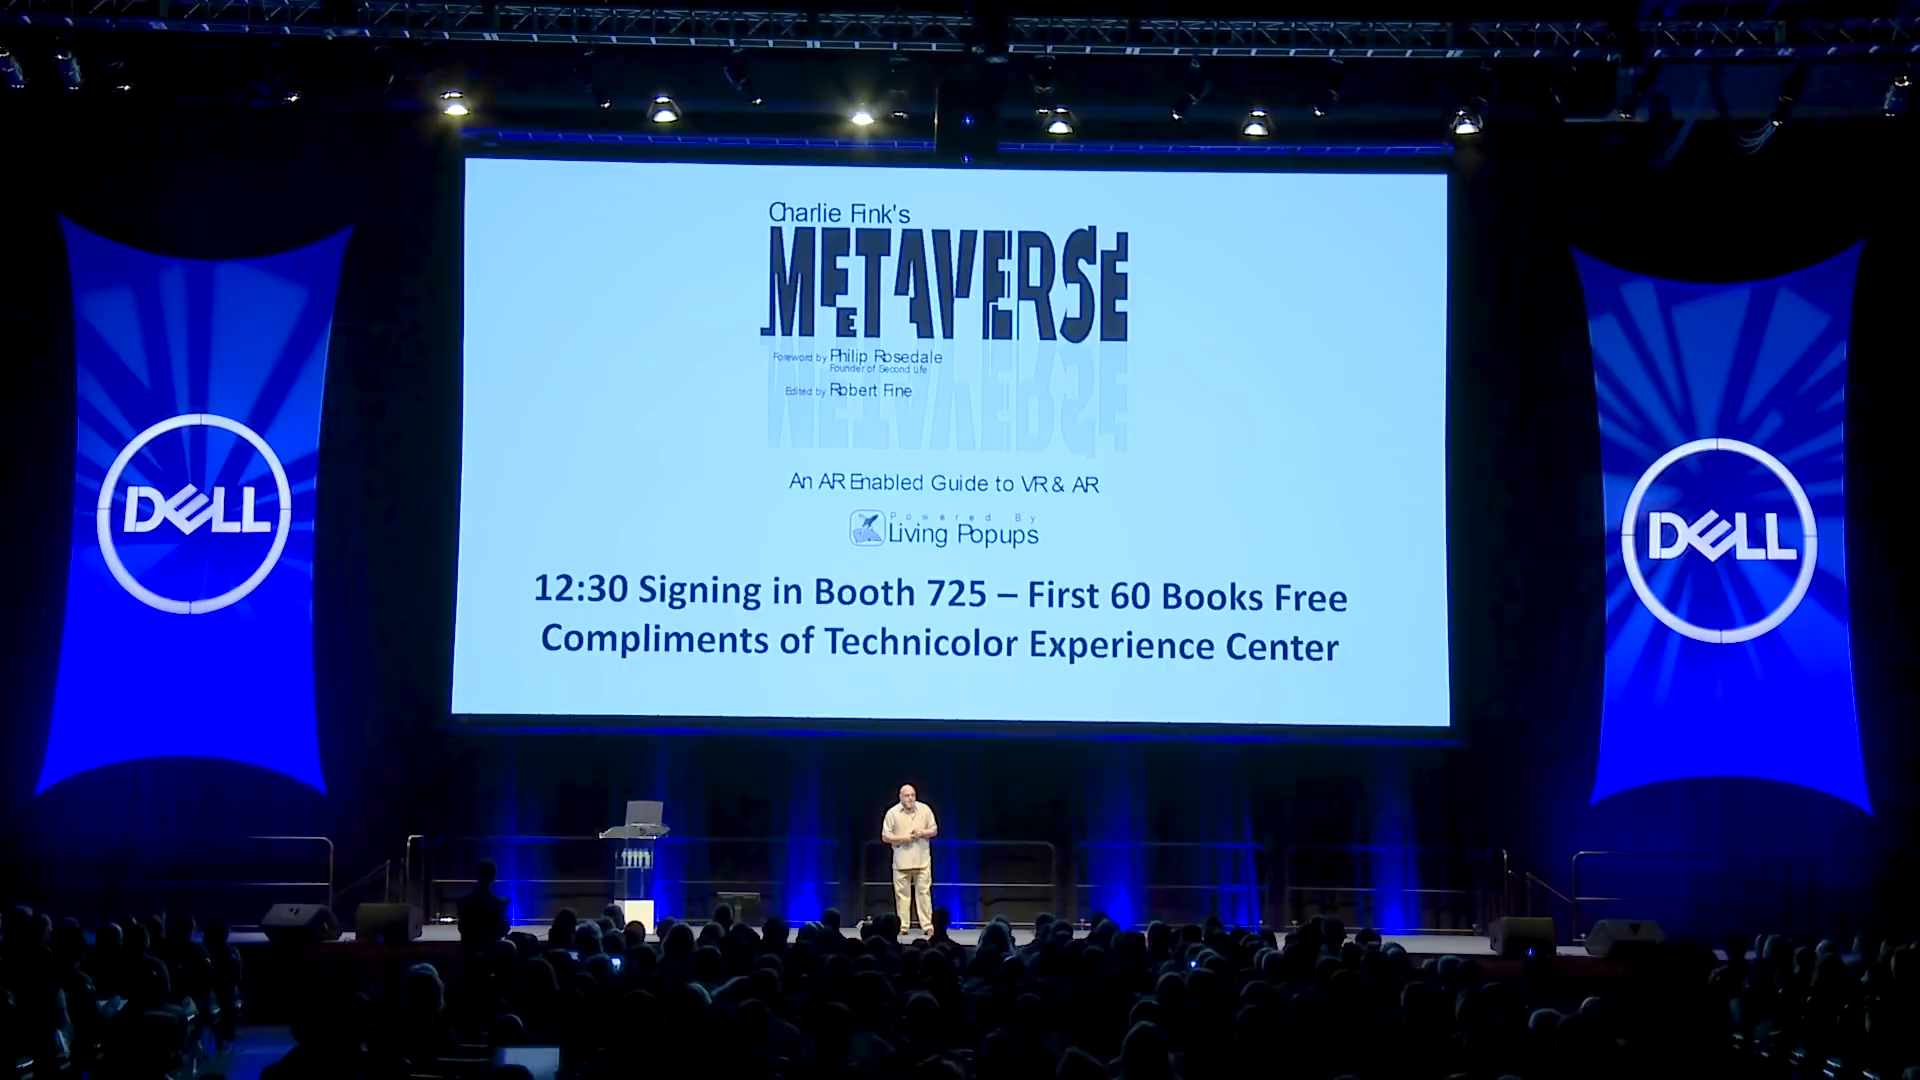 Charlie Fink's
METAVERSE
Foreword by Philip Rosedale
Founder of Second Life
Edited by Robert Fine
An AR Enabled Guide to VR & AR
Powered By
Living Popups
12:30 Signing in Booth 725 – First 60 Books Free
Compliments of Technicolor Experience Center
DELL
DELL